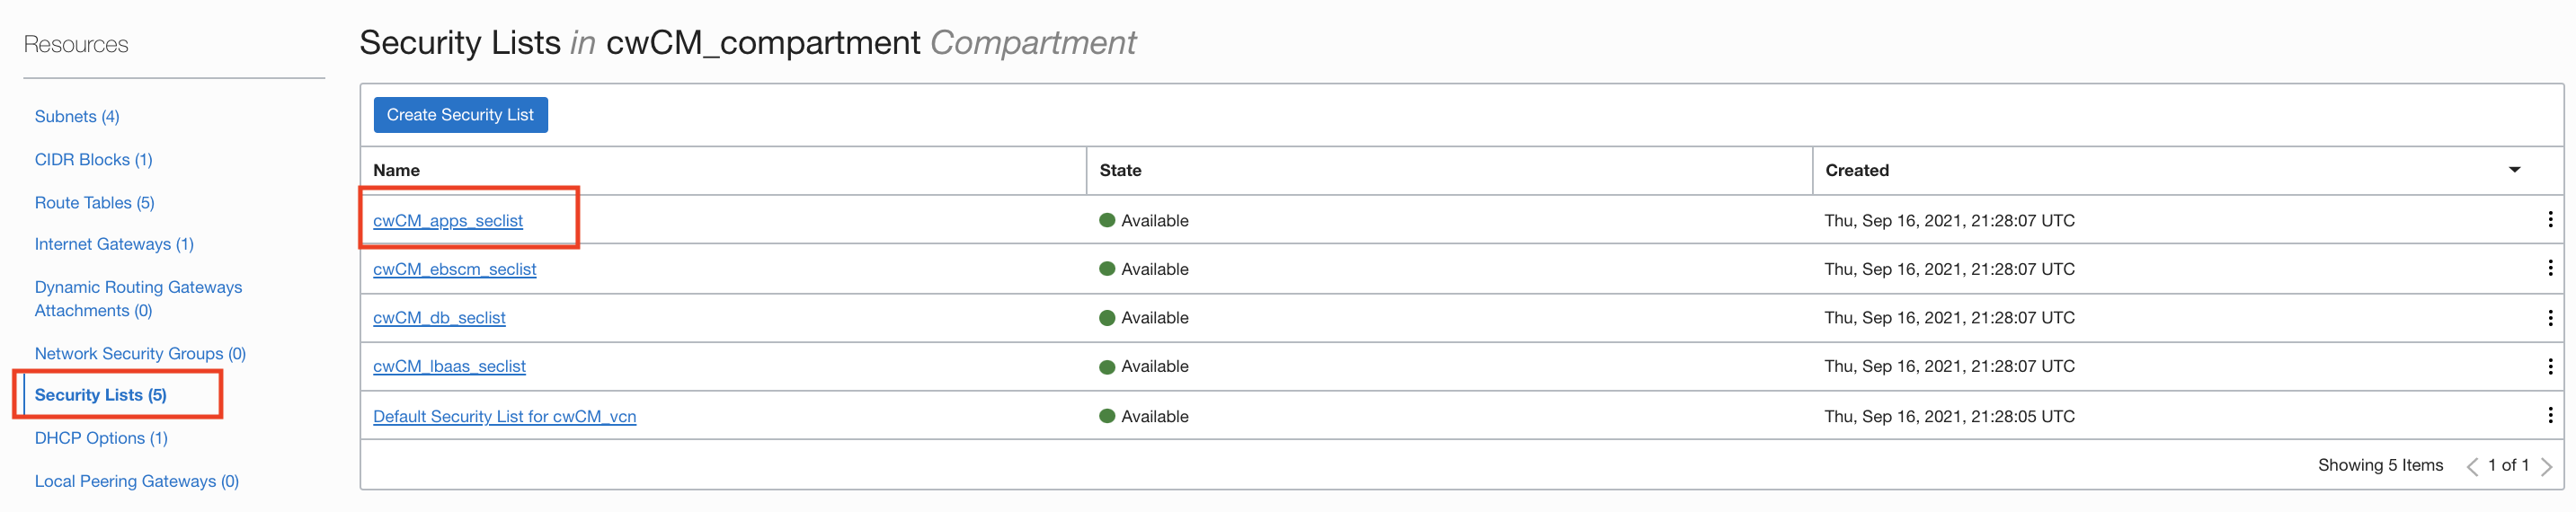 Resources
Subnets (4)
CIDR Blocks (1)
Route Tables (5)
Internet Gateways (1)
Dynamic Routing Gateways
Attachments (0)
Network Security Groups (0)
Security Lists (5)
DHCP Options (1)
Local Peering Gateways (0)
Security Lists in cwCM_compartment Compartment
Create Security List
Name State Created
cwCM_apps_seclist Available Thu, Sep 16, 2021, 21:28:07 UTC
cwCM_ebscm_seclist Available Thu, Sep 16, 2021, 21:28:07 UTC
cwCM_db_seclist Available Thu, Sep 16, 2021, 21:28:07 UTC
cwCM_lbaas_seclist Available Thu, Sep 16, 2021, 21:28:07 UTC
Default Security List for cwCM_vcn Available Thu, Sep 16, 2021, 21:28:05 UTC
Showing 5 Items 1 of 1